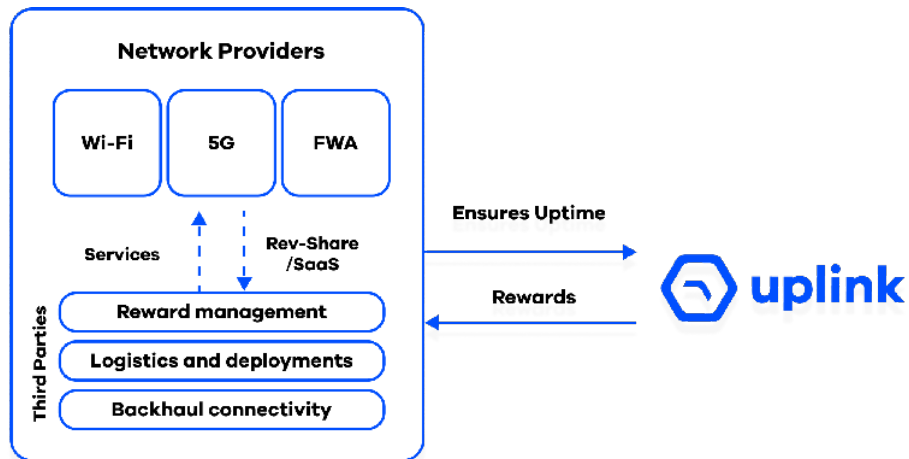 Network Providers
Wi-Fi
5G
FWA
Services
Rev-Share
/SaaS
Third Parties
Reward management
Logistics and deployments
Backhaul connectivity
Ensures Uptime
Rewards
uplink